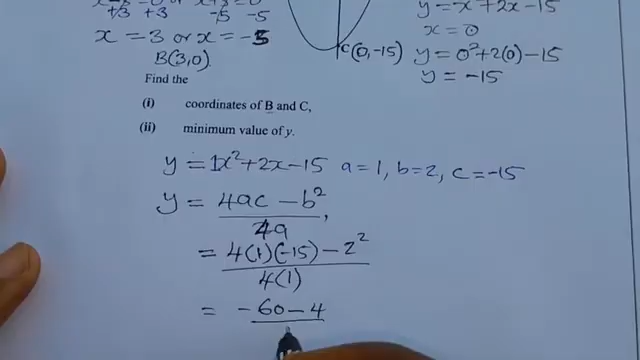 +3 +3 -5 -5
x = 3 or x = -5
B(3,0)
C(0,-15)
y = x² + 2x - 15
x = 0
y = 0² + 2(0) - 15
y = -15
Find the
(i) coordinates of B and C,
(ii) minimum value of y.
y = 1x² + 2x - 15 a = 1, b = 2, c = -15
y = 4ac - b²
4a ,
= 4(1)(-15) - 2²
4(1)
= -60 - 4